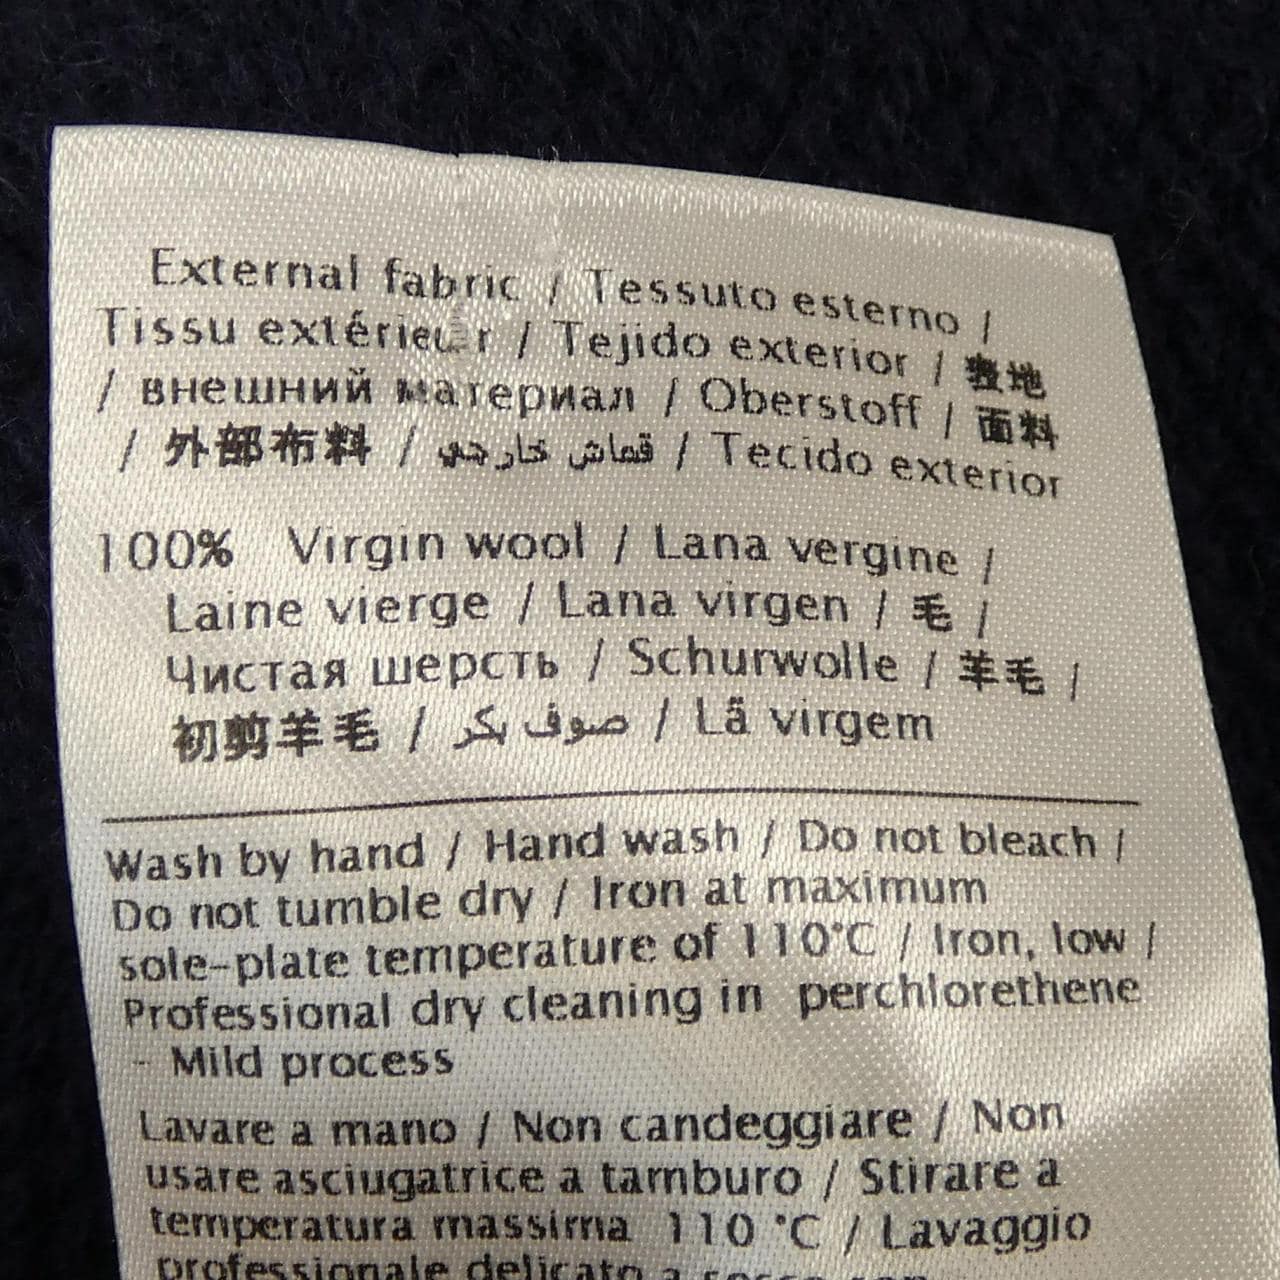 External fabric / Tessuto esterno /
Tissu extérieur / Tejido exterior / 表地
/ внешний материал / Oberstoff / 面料
/ 外部布料 / قماش خارجي / Tecido exterior
100% Virgin wool / Lana vergine /
Laine vierge / Lana virgen / 毛 /
Чистая шерсть / Schurwolle / 羊毛 /
初剪羊毛 / صوف بكر / Lã virgem
Wash by hand / Hand wash / Do not bleach /
Do not tumble dry / Iron at maximum
sole-plate temperature of 110°C / Iron, low /
Professional dry cleaning in perchlorethene
- Mild process
Lavare a mano / Non candeggiare / Non
usare asciugatrice a tamburo / Stirare a
temperatura massima 110 °C / Lavaggio
professionale delicato a secco con